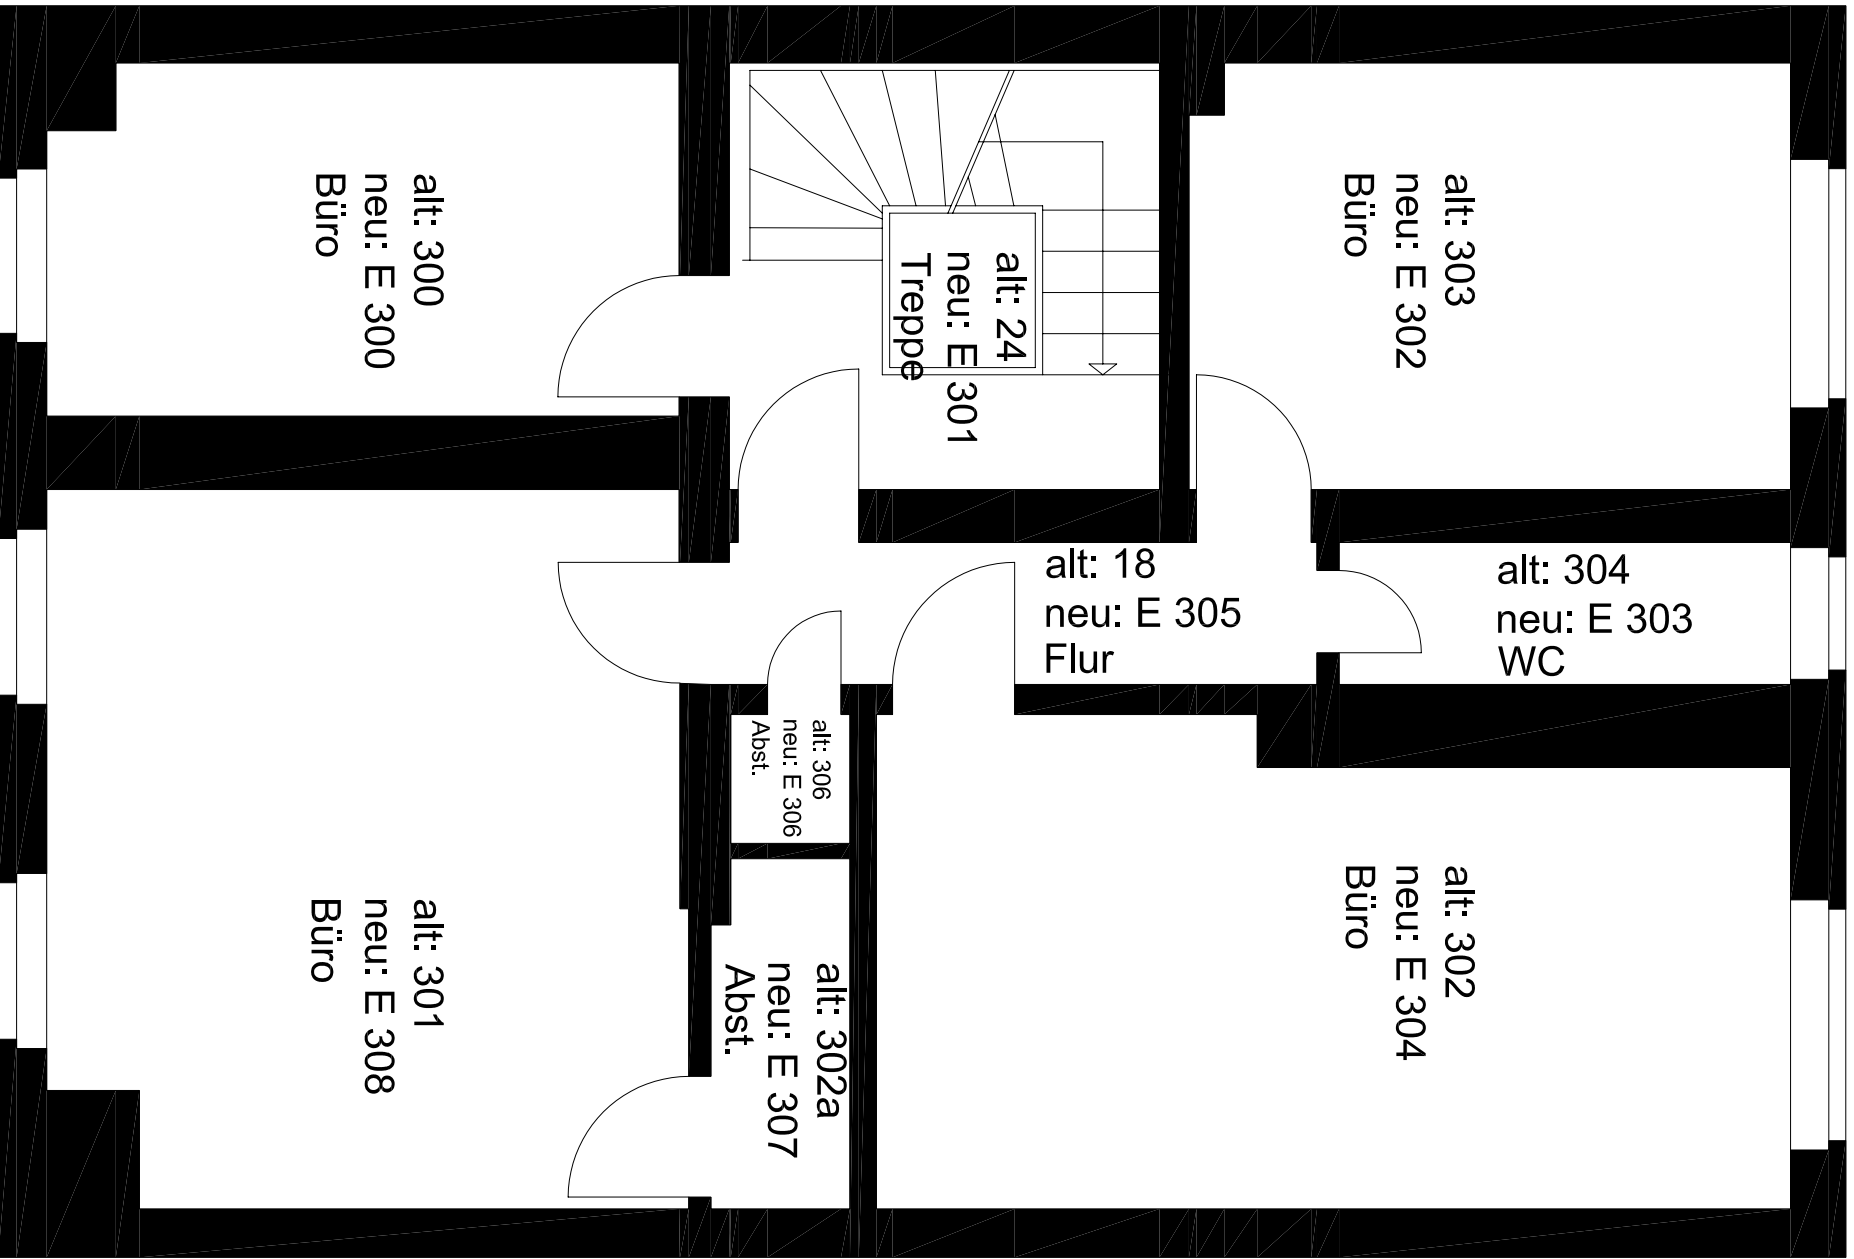 alt: 300
neu: E 300
Büro
alt: 24
neu: E 301
Treppe
alt: 303
neu: E 302
Büro
alt: 18
neu: E 305
Flur
alt: 304
neu: E 303
WC
alt: 306
neu: E 306
Abst.
alt: 301
neu: E 308
Büro
alt: 302a
neu: E 307
Abst.
alt: 302
neu: E 304
Büro